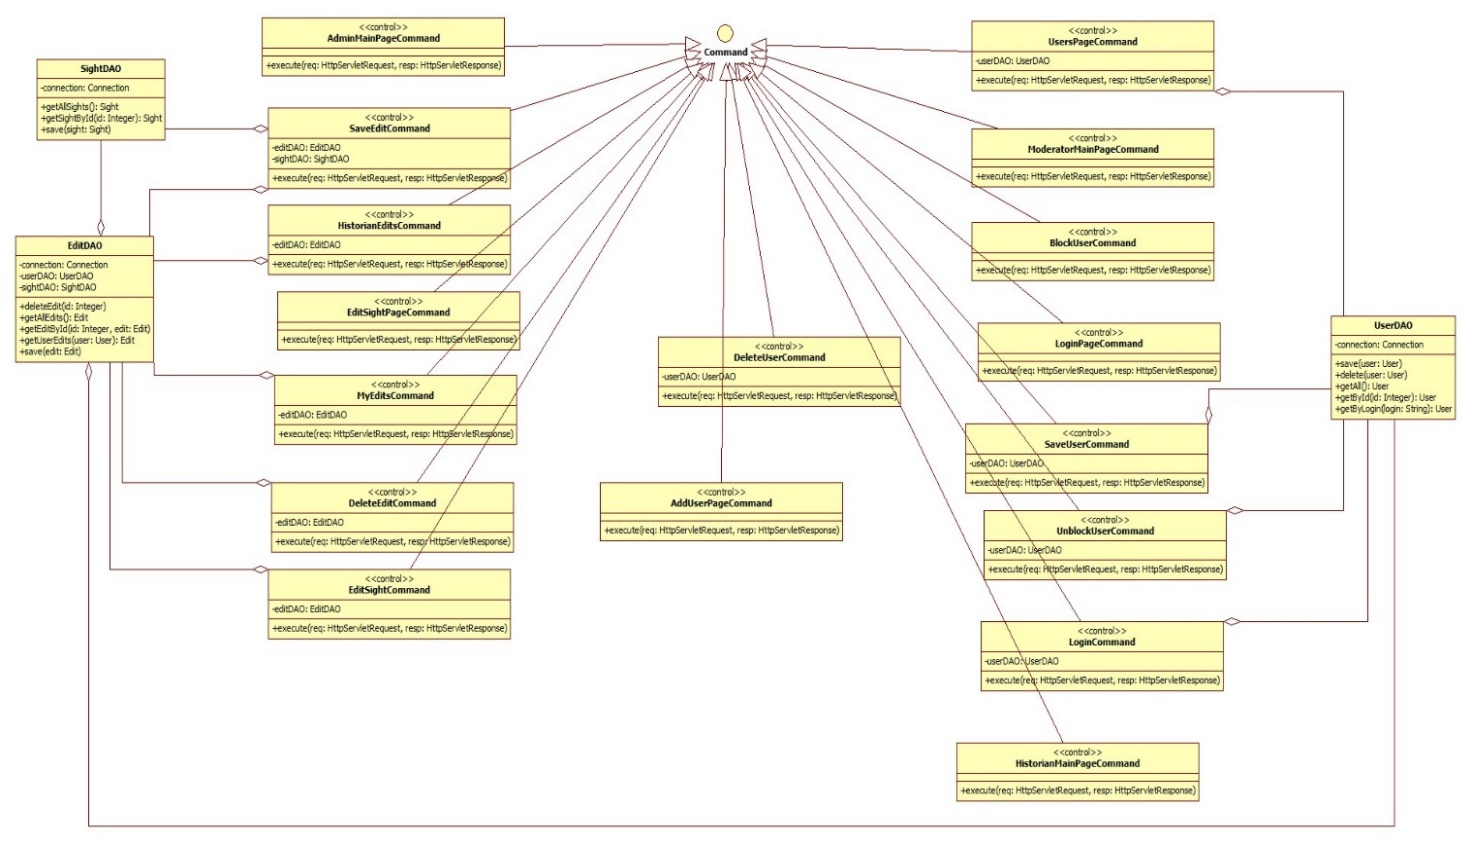 <<control>>
AdminMainPageCommand
+execute(req: HttpServletRequest, resp: HttpServletResponse)
Command
<<control>>
UsersPageCommand
-userDAO: UserDAO
+execute(req: HttpServletRequest, resp: HttpServletResponse)
SightDAO
-connection: Connection
+getAllSights(): Sight
+getSightById(id: Integer): Sight
+save(sight: Sight)
<<control>>
SaveEditCommand
-editDAO: EditDAO
-sightDAO: SightDAO
+execute(req: HttpServletRequest, resp: HttpServletResponse)
<<control>>
ModeratorMainPageCommand
+execute(req: HttpServletRequest, resp: HttpServletResponse)
<<control>>
HistorianEditsCommand
-editDAO: EditDAO
+execute(req: HttpServletRequest, resp: HttpServletResponse)
<<control>>
BlockUserCommand
+execute(req: HttpServletRequest, resp: HttpServletResponse)
EditDAO
-connection: Connection
-userDAO: UserDAO
-sightDAO: SightDAO
+deleteEdit(id: Integer)
+getAllEdits(): Edit
+getEditById(id: Integer, edit: Edit)
+getUserEdits(user: User): Edit
+save(edit: Edit)
<<control>>
EditSightPageCommand
+execute(req: HttpServletRequest, resp: HttpServletResponse)
<<control>>
DeleteUserCommand
-userDAO: UserDAO
+execute(req: HttpServletRequest, resp: HttpServletResponse)
<<control>>
LoginPageCommand
+execute(req: HttpServletRequest, resp: HttpServletResponse)
UserDAO
-connection: Connection
+save(user: User)
+delete(user: User)
+getAll(): User
+getById(id: Integer): User
+getByLogin(login: String): User
<<control>>
MyEditsCommand
-editDAO: EditDAO
+execute(req: HttpServletRequest, resp: HttpServletResponse)
<<control>>
SaveUserCommand
-userDAO: UserDAO
+execute(req: HttpServletRequest, resp: HttpServletResponse)
<<control>>
DeleteEditCommand
-editDAO: EditDAO
+execute(req: HttpServletRequest, resp: HttpServletResponse)
<<control>>
AddUserPageCommand
+execute(req: HttpServletRequest, resp: HttpServletResponse)
<<control>>
UnblockUserCommand
-userDAO: UserDAO
+execute(req: HttpServletRequest, resp: HttpServletResponse)
<<control>>
EditSightCommand
-editDAO: EditDAO
+execute(req: HttpServletRequest, resp: HttpServletResponse)
<<control>>
LoginCommand
-userDAO: UserDAO
+execute(req: HttpServletRequest, resp: HttpServletResponse)
<<control>>
HistorianMainPageCommand
+execute(req: HttpServletRequest, resp: HttpServletResponse)